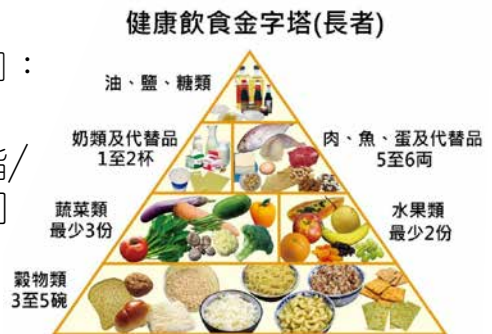 健康飲食金字塔(長者)
油、鹽、糖類
奶類及代替品
1至2杯
肉、魚、蛋及代替品
5至6両
蔬菜類
最少3份
水果類
最少2份
穀物類
3至5碗